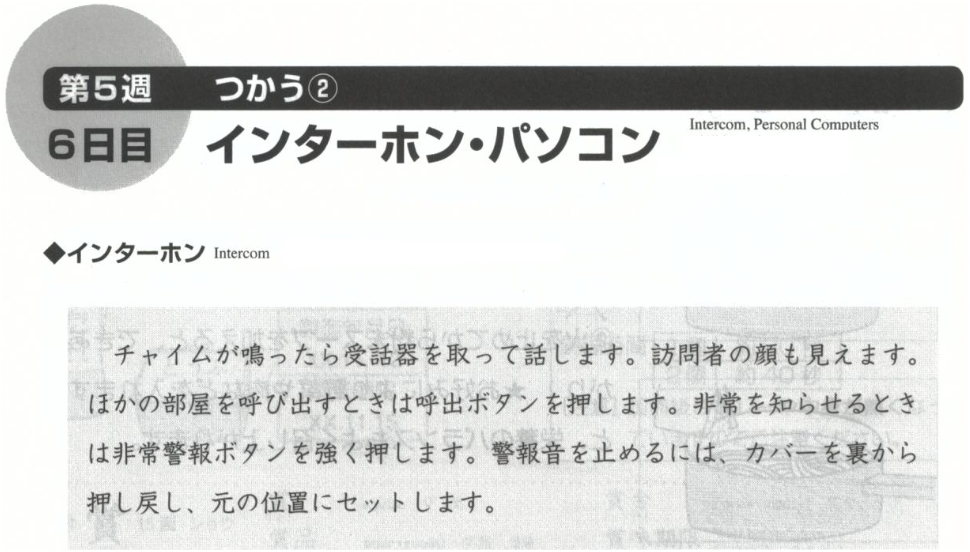 第5週 つかう②
6日目 インターホン・パソコン Intercom, Personal Computers
◆インターホン Intercom
チャイムが鳴ったら受話器を取って話します。訪問者の顔も見えます。
ほかの部屋を呼び出すときは呼出ボタンを押します。非常を知らせるとき
は非常警報ボタンを強く押します。警報音を止めるには、カバーを裏から
押し戻し、元の位置にセットします。